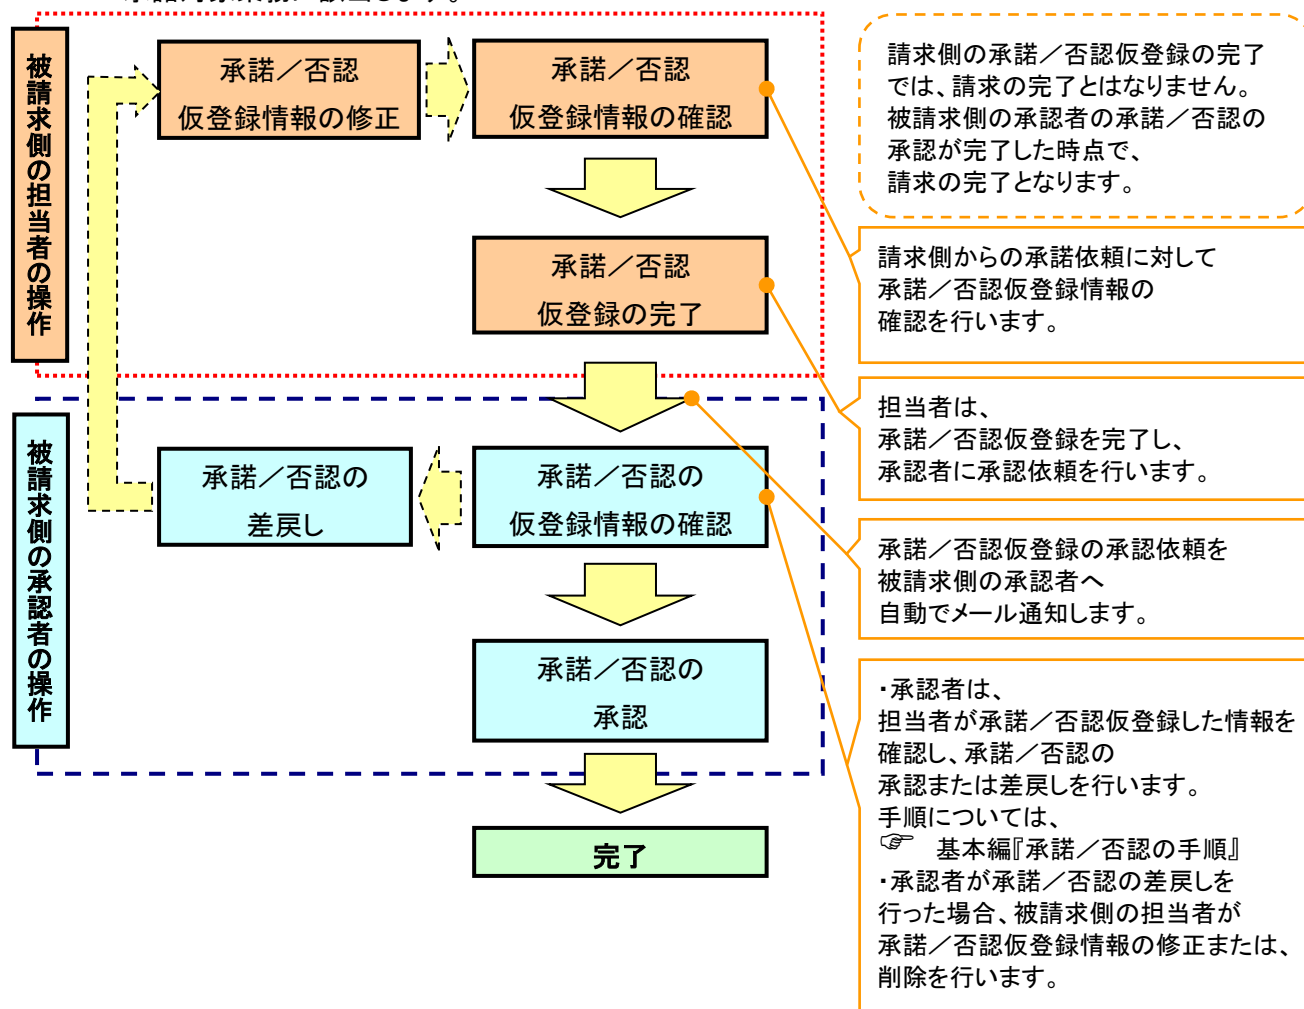 被請求側の担当者の操作
承諾／否認
仮登録情報の修正
承諾／否認
仮登録情報の確認
承諾／否認
仮登録の完了
被請求側の承認者の操作
承諾／否認の
差戻し
承諾／否認の
仮登録情報の確認
承諾／否認の
承認
完了
請求側の承諾／否認仮登録の完了
では、請求の完了とはなりません。
被請求側の承認者の承諾／否認の
承認が完了した時点で、
請求の完了となります。
請求側からの承諾依頼に対して
承諾／否認仮登録情報の
確認を行います。
担当者は、
承諾／否認仮登録を完了し、
承認者に承認依頼を行います。
承諾／否認仮登録の承認依頼を
被請求側の承認者へ
自動でメール通知します。
・承認者は、
担当者が承諾／否認仮登録した情報を
確認し、承諾／否認の
承認または差戻しを行います。
手順については、
☞ 基本編『承諾／否認の手順』
・承認者が承諾／否認の差戻しを
行った場合、被請求側の担当者が
承諾／否認仮登録情報の修正または、
削除を行います。